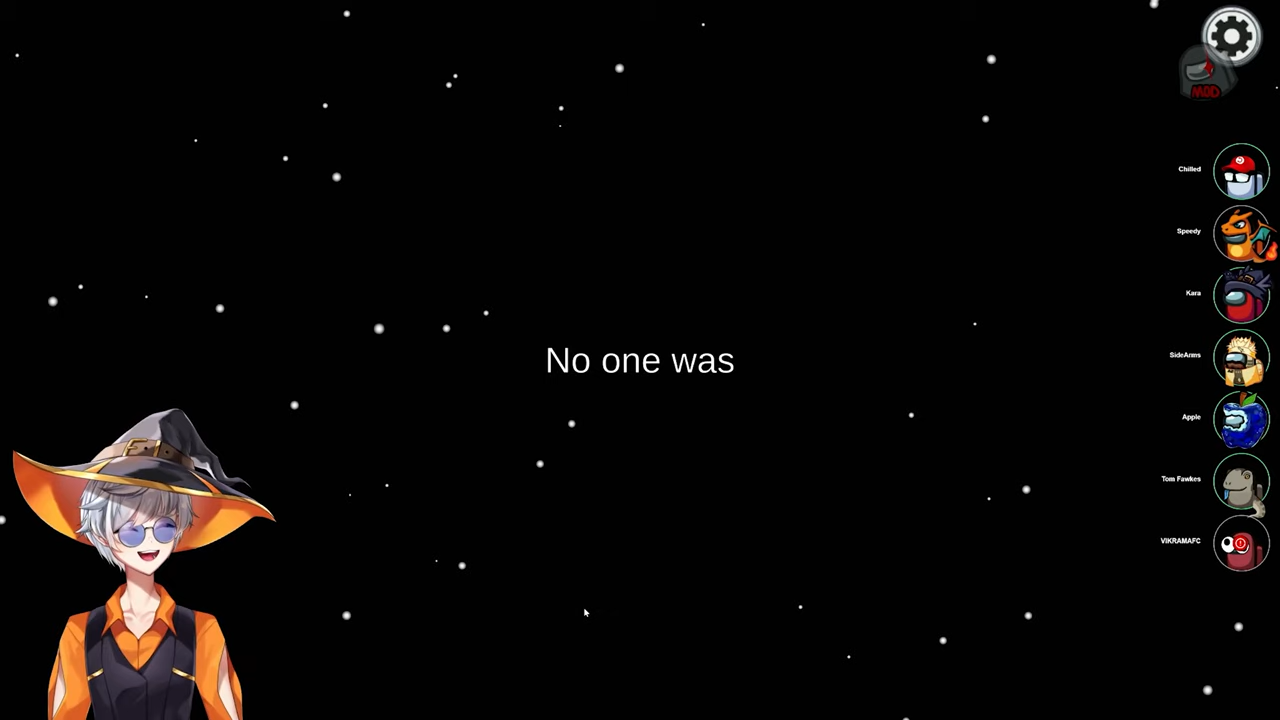 MOD
Chilled
Speedy
Kara
No one was
SideArms
Apple
Tom Fawkes
VIKRAMAFC